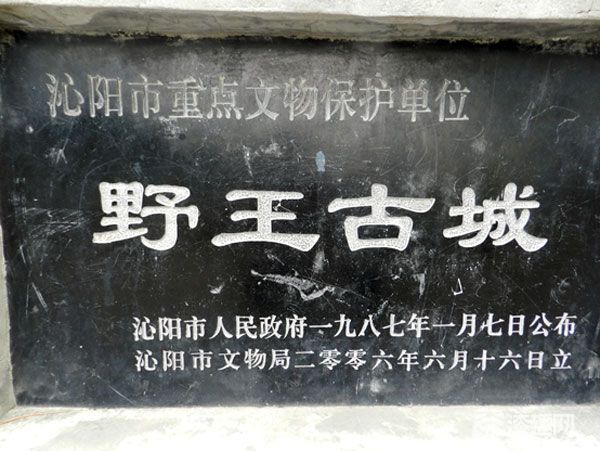 沁阳市重点文物保护单位
野王古城
沁阳市人民政府一九八七年一月七日公布
沁阳市文物局二零零六年六月十六日立